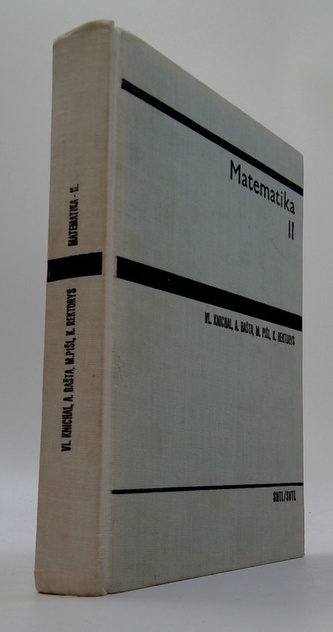 VL. KNICHAL, A. BAŠTA, M. PIŠL, K. REKTORYS MATEMATIKA - II.
Matematika
II
VL. KNICHAL, A. BAŠTA, M. PIŠL, K. REKTORYS
SNTL/SVTL